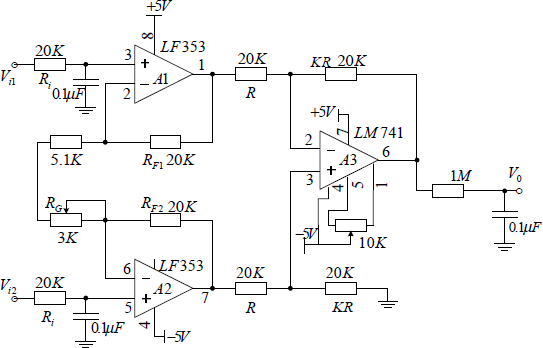 +5V
8
LF353
20K
3
+
A1
1
20K
KR 20K
Vi1
Ri
0.1μF
−
2
R
+5V
7
LM741
2
−
6
5.1K
RF1 20K
+
A3
3
1M
V0
4
5
1
RG
RF2 20K
0.1μF
3K
−5V
10K
LF353
6
−
Vi2
20K
A2
20K
20K
5
+
7
Ri
0.1μF
4
R
KR
−5V